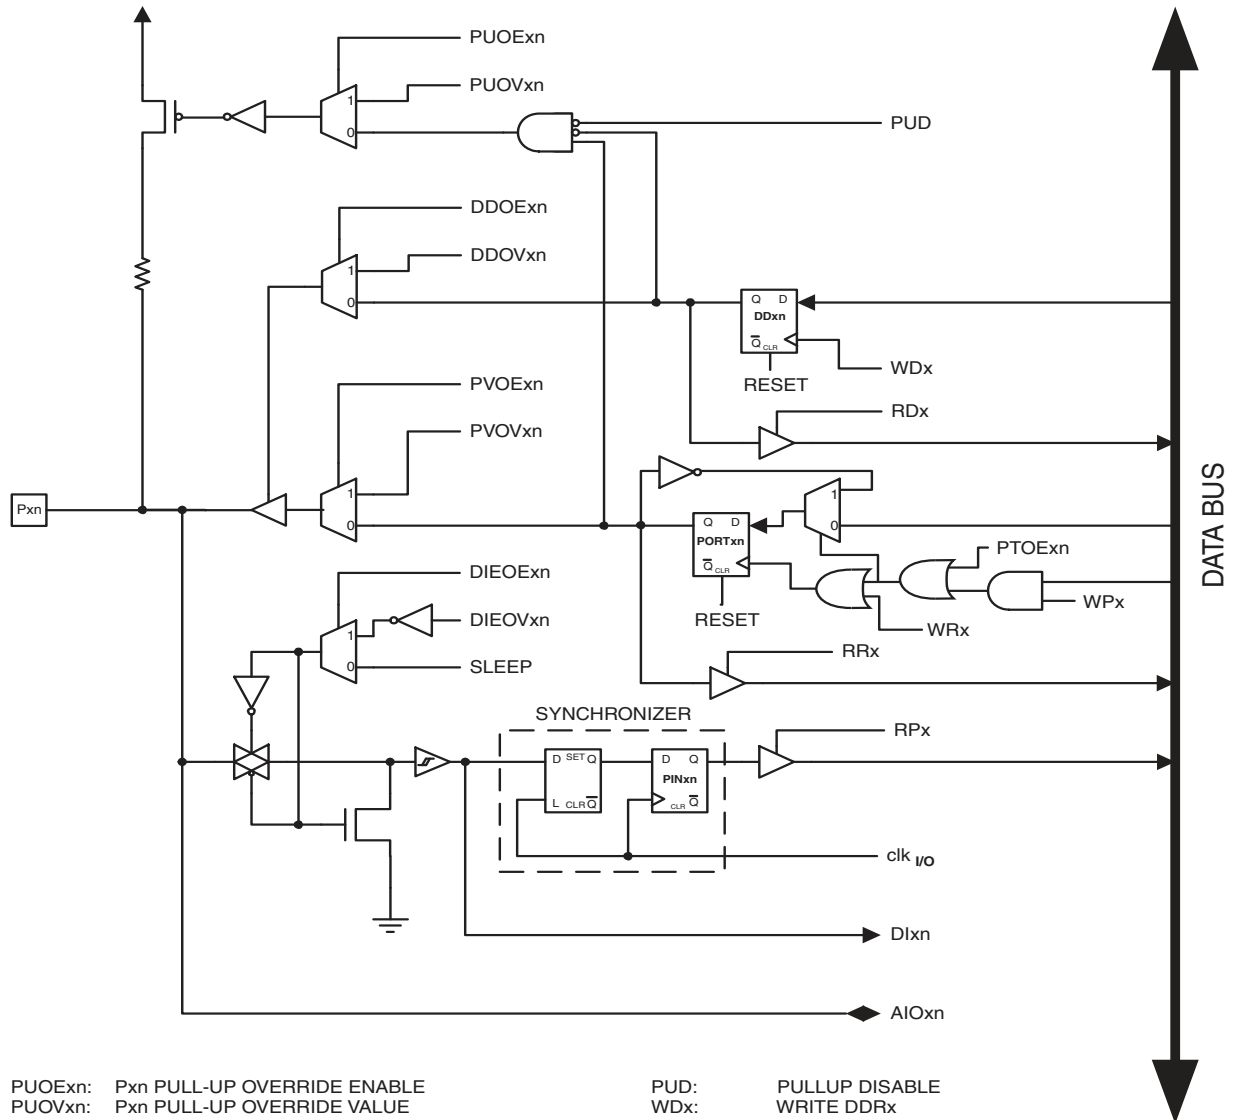 PUOExn
PUOVxn
1
0
PUD
DDOExn
DDOVxn
1
0
Q D
DDxn
Q CLR
WDx
RESET
RDx
PVOExn
PVOVxn
1
0
Pxn
1
0
Q D
PORTxn
Q CLR
RESET
PTOExn
WPx
WRx
RRx
DATA BUS
DIEOExn
DIEOVxn
1
0
SLEEP
SYNCHRONIZER
D SET Q
L CLR Q
D Q
PINxn
CLR Q
RPx
clk I/O
DIxn
AIOxn
PUOExn: Pxn PULL-UP OVERRIDE ENABLE PUD: PULLUP DISABLE
PUOVxn: Pxn PULL-UP OVERRIDE VALUE WDx: WRITE DDRx